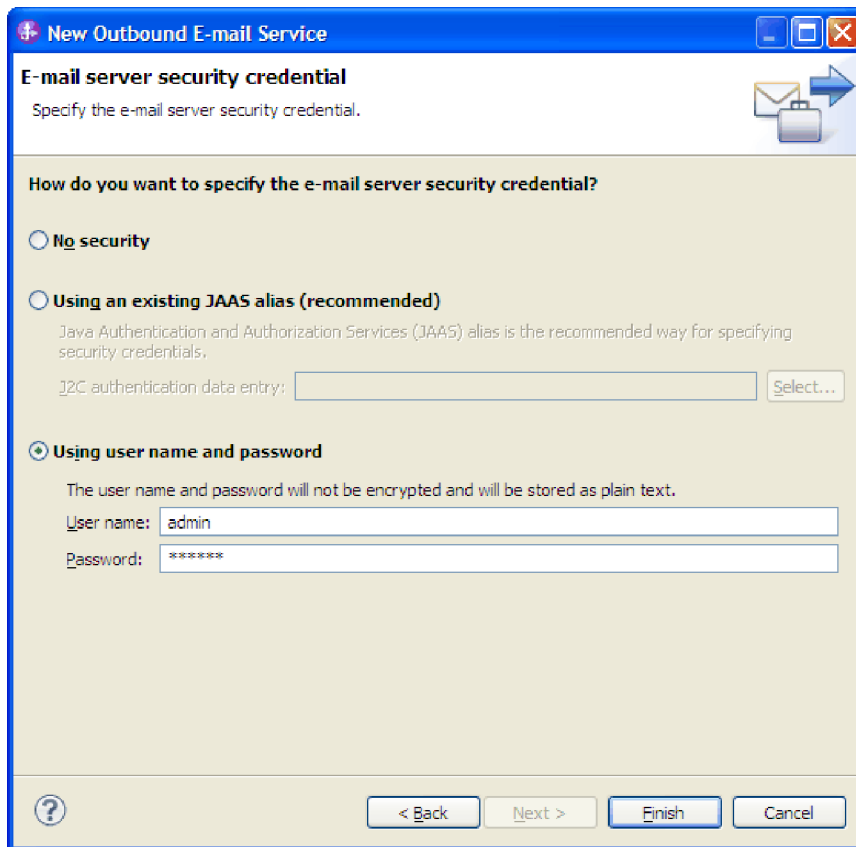 New Outbound E-mail Service
E-mail server security credential
Specify the e-mail server security credential.
How do you want to specify the e-mail server security credential?
No security
Using an existing JAAS alias (recommended)
Java Authentication and Authorization Services (JAAS) alias is the recommended way for specifying
security credentials.
J2C authentication data entry:
Select...
Using user name and password
The user name and password will not be encrypted and will be stored as plain text.
User name: admin
Password: ******
? < Back Next > Finish Cancel